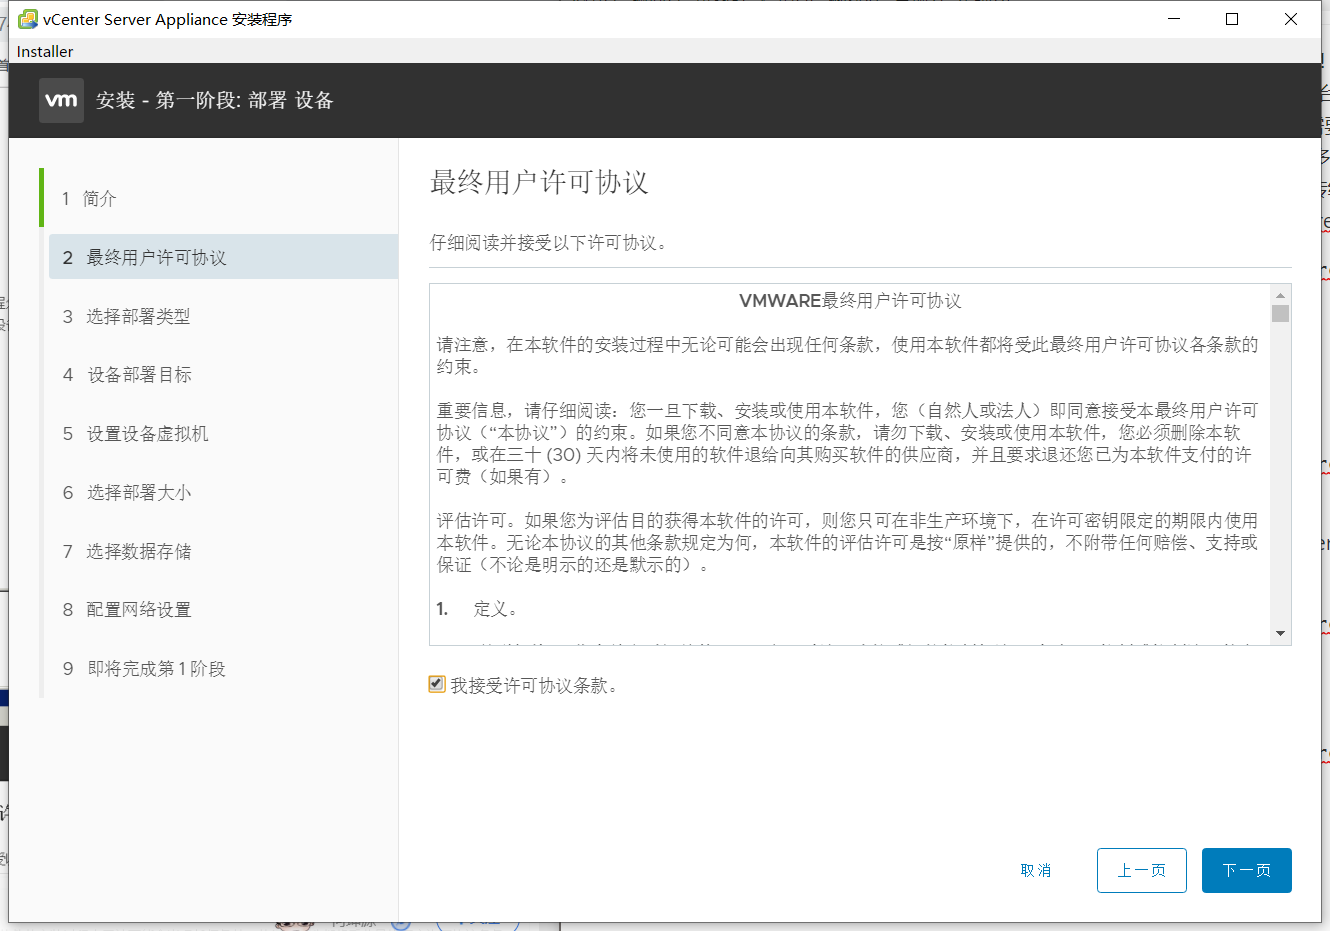 vCenter Server Appliance 安装程序
Installer
vm 安装 - 第一阶段: 部署 设备
1 简介
2 最终用户许可协议
3 选择部署类型
4 设备部署目标
5 设置设备虚拟机
6 选择部署大小
7 选择数据存储
8 配置网络设置
9 即将完成第 1 阶段
最终用户许可协议
仔细阅读并接受以下许可协议。
VMWARE最终用户许可协议
请注意，在本软件的安装过程中无论可能会出现任何条款，使用本软件都将受此最终用户许可协议各条款的
约束。
重要信息，请仔细阅读：您一旦下载、安装或使用本软件，您（自然人或法人）即同意接受本最终用户许可
协议（“本协议”）的约束。如果您不同意本协议的条款，请勿下载、安装或使用本软件，您必须删除本软
件，或在三十 (30) 天内将未使用的软件退给向其购买软件的供应商，并且要求退还您已为本软件支付的许
可费（如果有）。
评估许可。如果您为评估目的获得本软件的许可，则您只可在非生产环境下，在许可密钥限定的期限内使用
本软件。无论本协议的其他条款规定为何，本软件的评估许可是按“原样”提供的，不附带任何赔偿、支持或
保证（不论是明示的还是默示的）。
1. 定义。
我接受许可协议条款。
取消
上一页
下一页